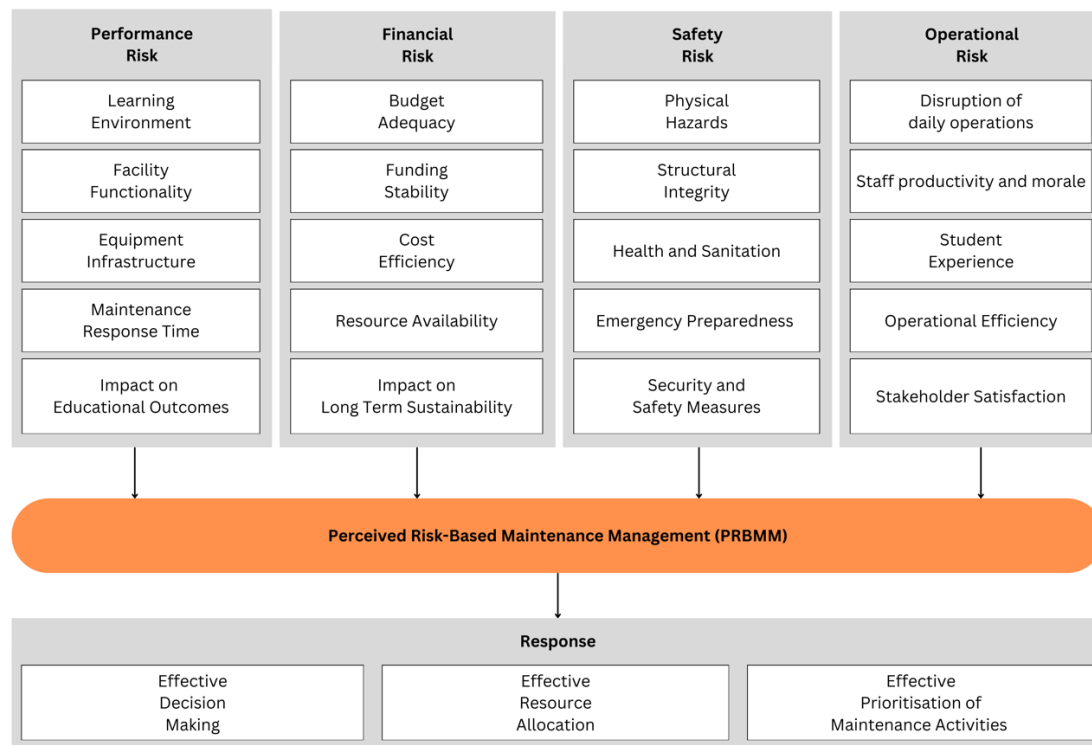 Performance
Risk
Learning
Environment
Facility
Functionality
Equipment
Infrastructure
Maintenance
Response Time
Impact on
Educational Outcomes
Financial
Risk
Budget
Adequacy
Funding
Stability
Cost
Efficiency
Resource Availability
Impact on
Long Term Sustainability
Safety
Risk
Physical
Hazards
Structural
Integrity
Health and Sanitation
Emergency Preparedness
Security and
Safety Measures
Operational
Risk
Disruption of
daily operations
Staff productivity and morale
Student
Experience
Operational Efficiency
Stakeholder Satisfaction
Perceived Risk-Based Maintenance Management (PRBMM)
Response
Effective
Decision
Making
Effective
Resource
Allocation
Effective
Prioritisation of
Maintenance Activities